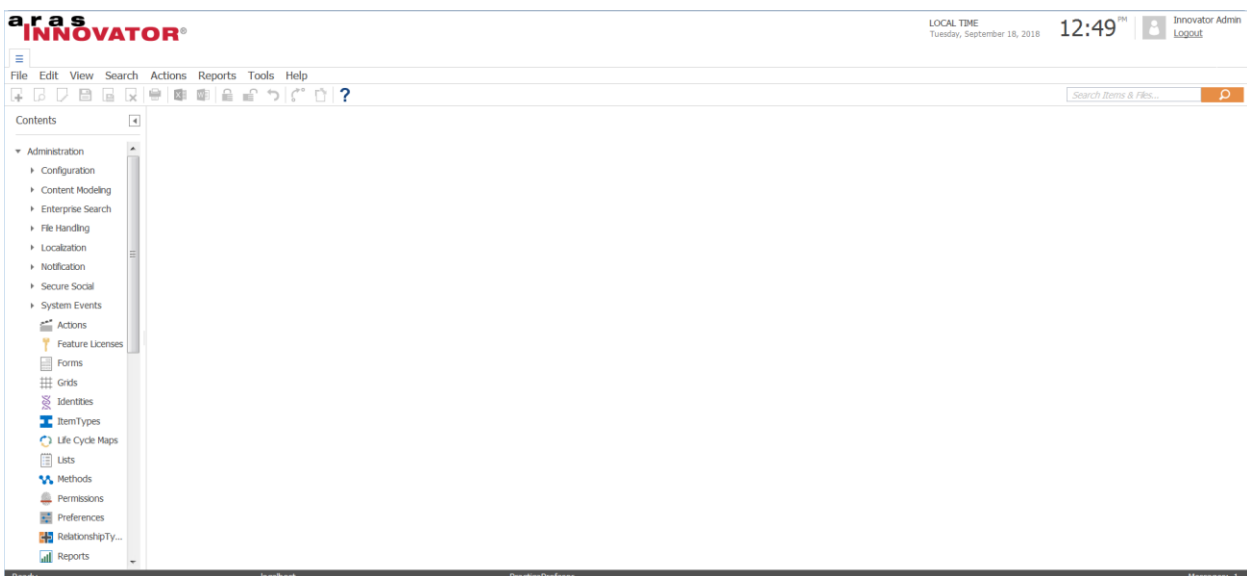 aras
INNOVATOR®
LOCAL TIME
Tuesday, September 18, 2018
12:49 PM
Innovator Admin
Logout
File Edit View Search Actions Reports Tools Help
Search Items & Files...
Contents
Administration
Configuration
Content Modeling
Enterprise Search
File Handling
Localization
Notification
Secure Social
System Events
Actions
Feature Licenses
Forms
Grids
Identities
ItemTypes
Life Cycle Maps
Lists
Methods
Permissions
Preferences
RelationshipTy...
Reports